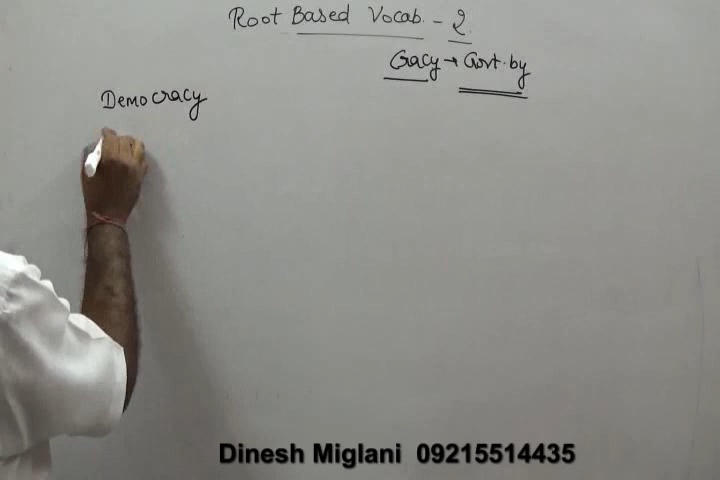 Root Based Vocab. - 2.
Cracy → Govt. by
Democracy
Dinesh Miglani 09215514435